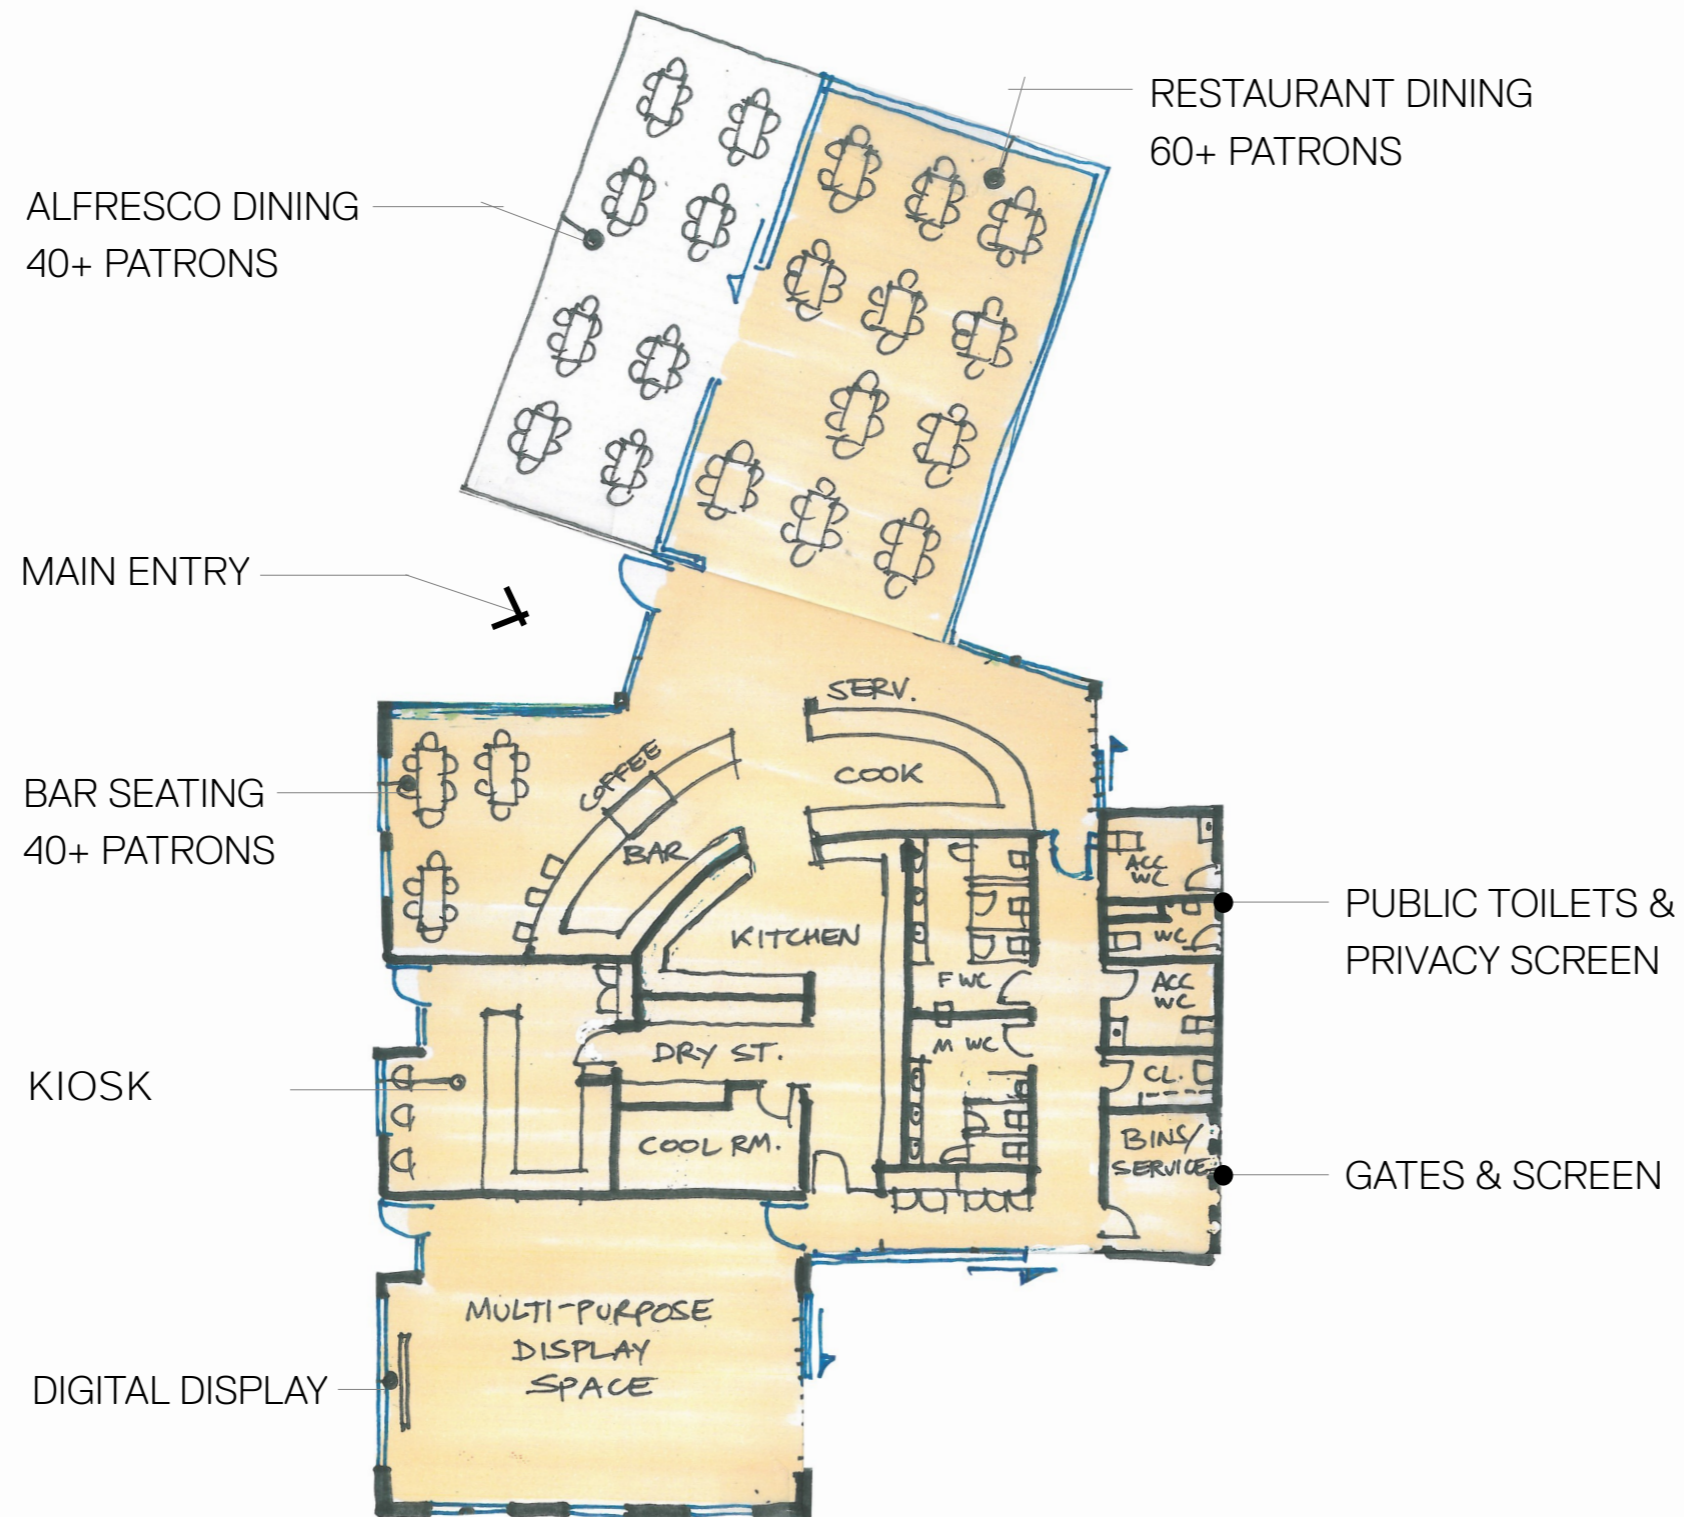 RESTAURANT DINING
60+ PATRONS
ALFRESCO DINING
40+ PATRONS
MAIN ENTRY
SERV.
COFFEE
COOK
BAR SEATING
40+ PATRONS
BAR
ACC
WC
PUBLIC TOILETS &
PRIVACY SCREEN
WC
KITCHEN
F WC
ACC
WC
M WC
DRY ST.
KIOSK
CL.
COOL RM.
BINS/
SERVICE
GATES & SCREEN
MULTI-PURPOSE
DISPLAY
SPACE
DIGITAL DISPLAY